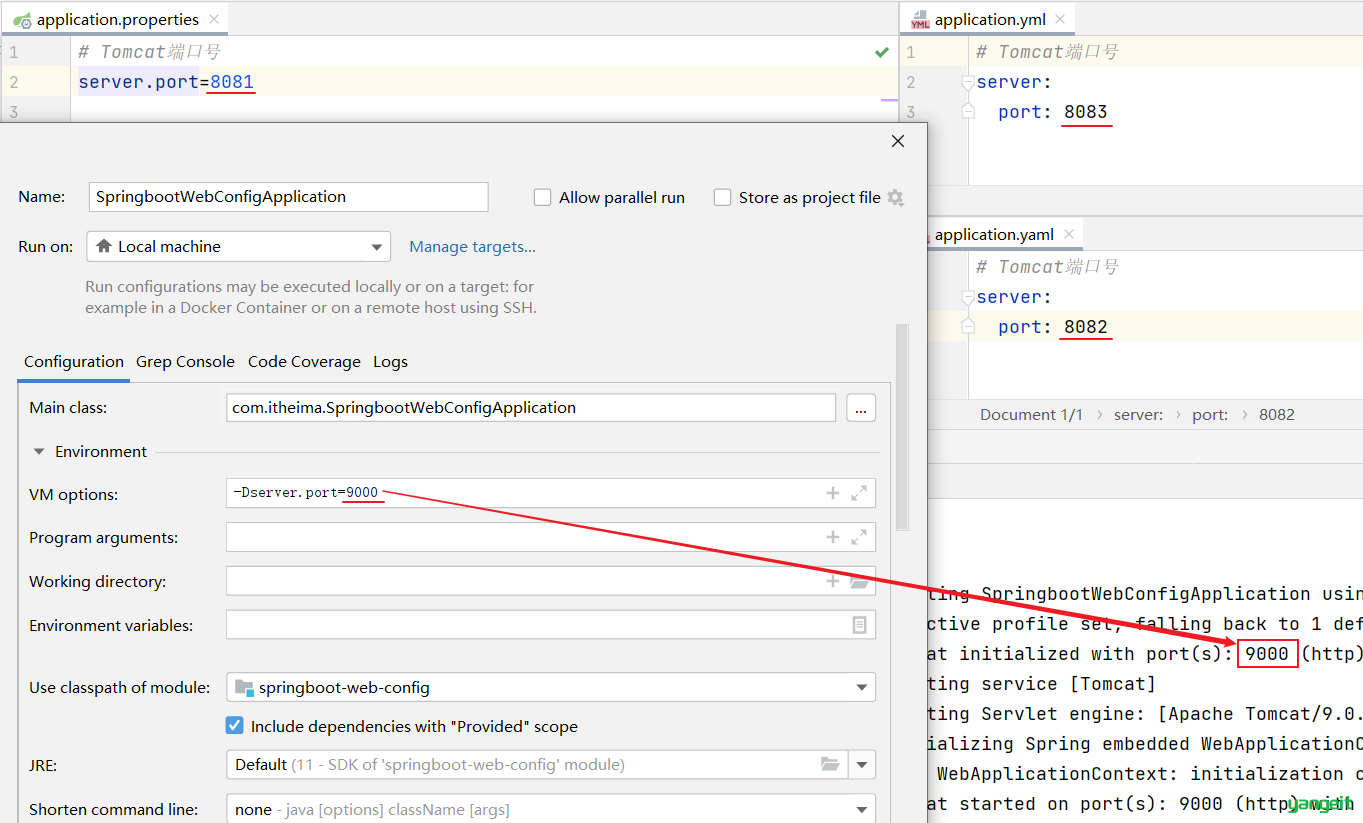 application.properties
1 # Tomcat端口号
2 server.port=8081
3
YML application.yml
1 # Tomcat端口号
2 server:
3 port: 8083
application.yaml
# Tomcat端口号
server:
port: 8082
Document 1/1 › server: › port: › 8082
Name: SpringbootWebConfigApplication Allow parallel run Store as project file
Run on: Local machine Manage targets...
Run configurations may be executed locally or on a target: for
example in a Docker Container or on a remote host using SSH.
Configuration Grep Console Code Coverage Logs
Main class: com.itheima.SpringbootWebConfigApplication ...
Environment
VM options: -Dserver.port=9000
Program arguments:
Working directory:
Environment variables:
Use classpath of module: springboot-web-config
Include dependencies with "Provided" scope
JRE: Default (11 - SDK of 'springboot-web-config' module)
Shorten command line: none - java [options] className [args]
ting SpringbootWebConfigApplication usin
ctive profile set, falling back to 1 def
at initialized with port(s): 9000 (http)
ting service [Tomcat]
ting Servlet engine: [Apache Tomcat/9.0.
ializing Spring embedded WebApplicationC
WebApplicationContext: initialization c
at started on port(s): 9000 (http) with
yangeit